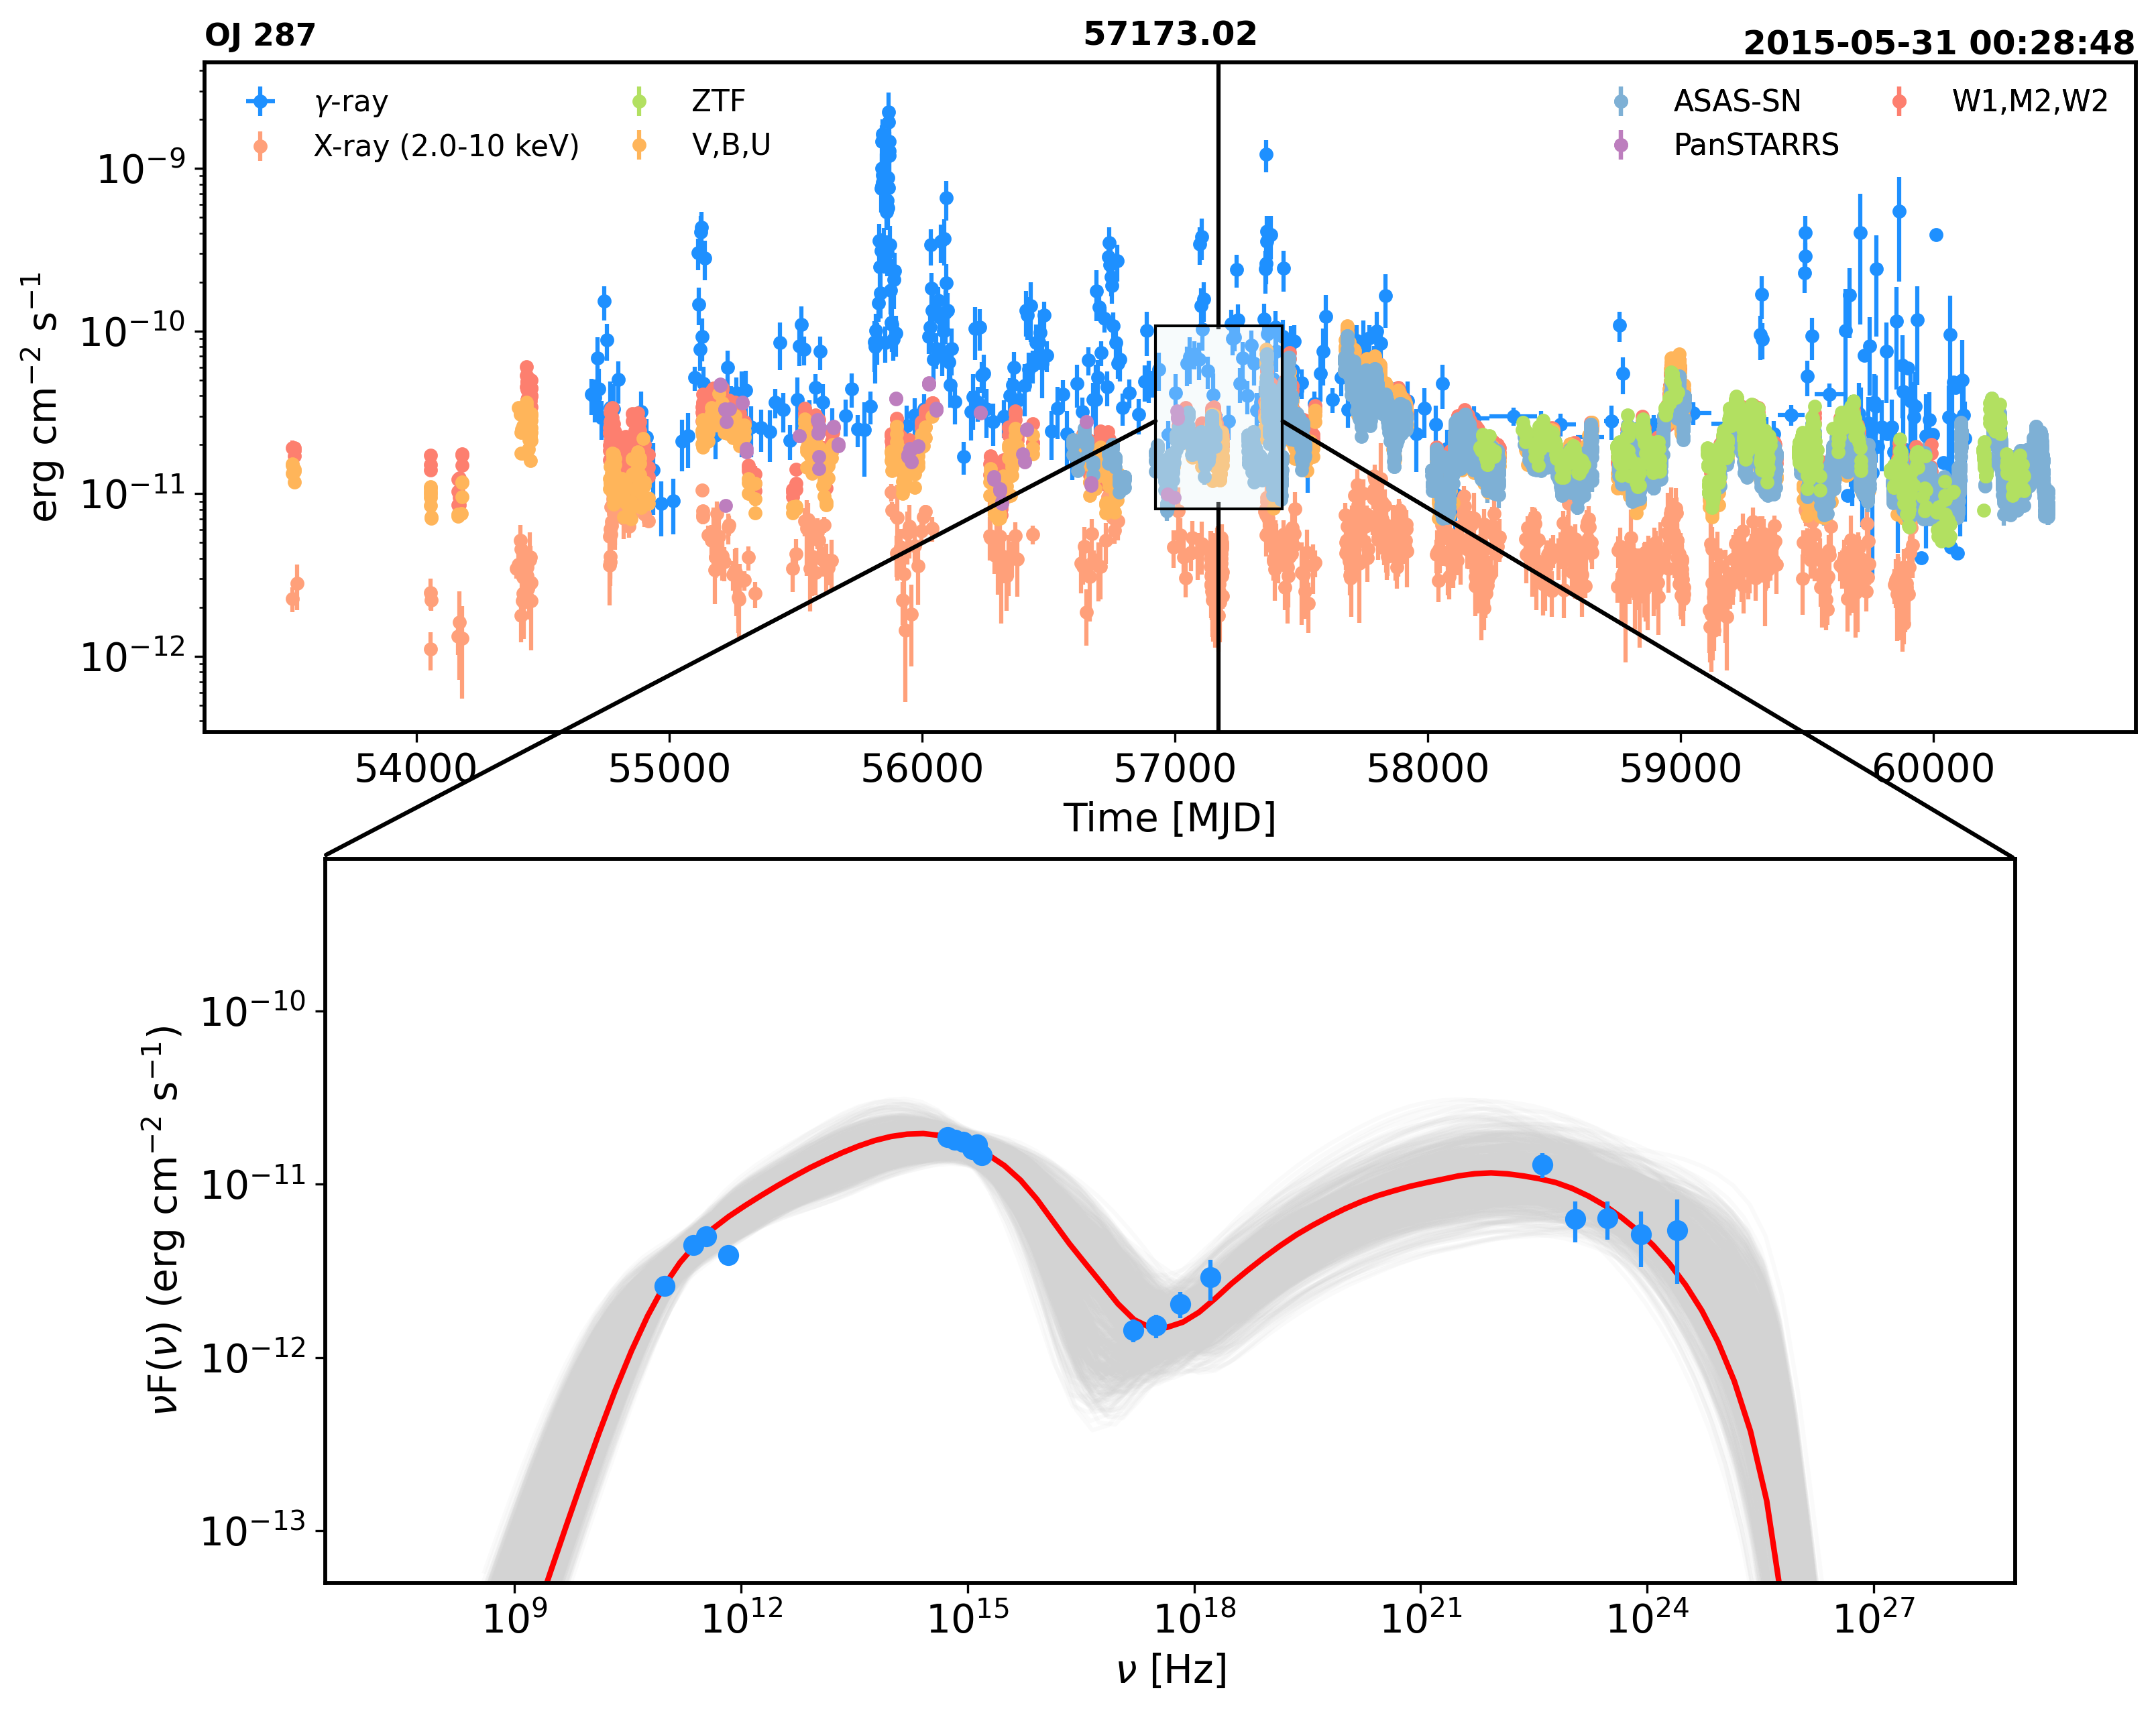 OJ 287
57173.02
2015-05-31 00:28:48
γ-ray
X-ray (2.0-10 keV)
ZTF
V,B,U
ASAS-SN
PanSTARRS
W1,M2,W2
erg cm⁻² s⁻¹
10⁻⁹
10⁻¹⁰
10⁻¹¹
10⁻¹²
54000 55000 56000 57000 58000 59000 60000
Time [MJD]
νF(ν) (erg cm⁻² s⁻¹)
10⁻¹⁰
10⁻¹¹
10⁻¹²
10⁻¹³
10⁹ 10¹² 10¹⁵ 10¹⁸ 10²¹ 10²⁴ 10²⁷
ν [Hz]